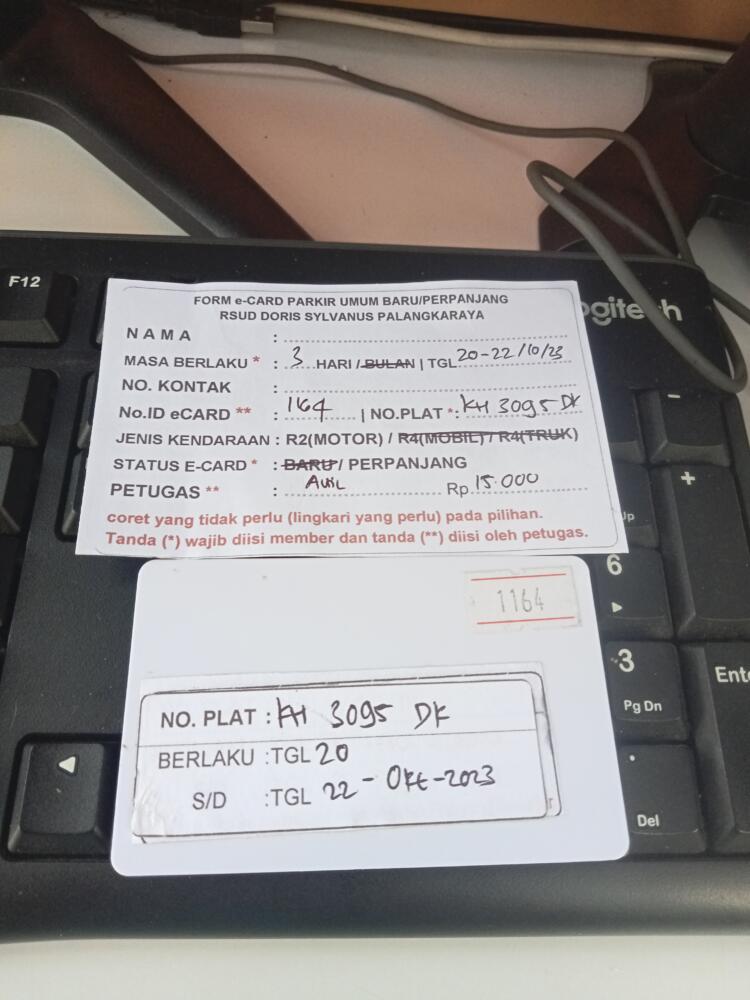 F12
ogitech
FORM e-CARD PARKIR UMUM BARU/PERPANJANG
RSUD DORIS SYLVANUS PALANGKARAYA
NAMA :
MASA BERLAKU * : 3 HARI / BULAN | TGL 20-22/10/23
NO. KONTAK :
No.ID eCARD ** : 164 | NO.PLAT *: KH 3095 DK
JENIS KENDARAAN : R2(MOTOR) / R4(MOBIL) / R4(TRUK)
STATUS E-CARD * : BARU / PERPANJANG
PETUGAS ** : Rp 15.000
coret yang tidak perlu (lingkari yang perlu) pada pilihan.
Tanda (*) wajib diisi member dan tanda (**) diisi oleh petugas.
1164
NO. PLAT : KH 3095 DK
BERLAKU :TGL 20
S/D :TGL 22 - Okt - 2023
-
+
Up
6
3
Pg Dn
Ente
.
Del